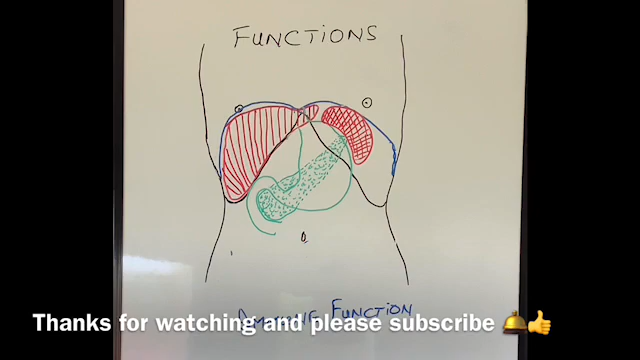 FUNCTIONS
FUNCTION
Thanks for watching and please subscribe 🛎️👍